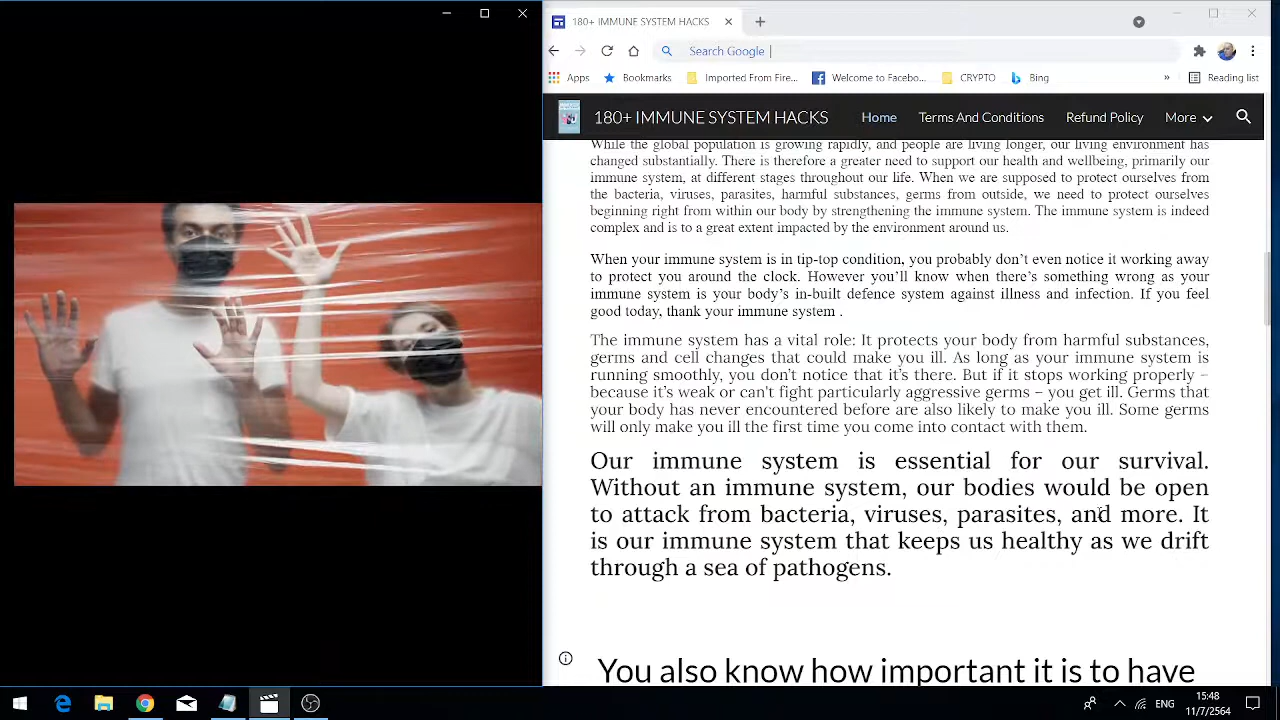 180+ IMMUNE SYSTEM HACKS
Search Google
Apps
Bookmarks
Imported From Fire...
Welcome to Facebo...
CRYPTO
Bing
»
Reading list
180+ IMMUNE SYSTEM HACKS
Home
Terms And Conditions
Refund Policy
More
While the global population is growing rapidly, and people are living longer, our living environment has
changed substantially. There is therefore a greater need to support our health and wellbeing, primarily our
immune system, at different stages throughout our life. When we are supposed to protect ourselves from
the bacteria, viruses, parasites, harmful substances, germs from outside, we need to protect ourselves
beginning right from within our body by strengthening the immune system. The immune system is indeed
complex and is to a great extent impacted by the environment around us.
When your immune system is in tip-top condition, you probably don't even notice it working away
to protect you around the clock. However you'll know when there's something wrong as your
immune system is your body's in-built defence system against illness and infection. If you feel
good today, thank your immune system .
The immune system has a vital role: It protects your body from harmful substances,
germs and cell changes that could make you ill. As long as your immune system is
running smoothly, you don't notice that it's there. But if it stops working properly –
because it's weak or can't fight particularly aggressive germs – you get ill. Germs that
your body has never encountered before are also likely to make you ill. Some germs
will only make you ill the first time you come into contact with them.
Our immune system is essential for our survival.
Without an immune system, our bodies would be open
to attack from bacteria, viruses, parasites, and more. It
is our immune system that keeps us healthy as we drift
through a sea of pathogens.
You also know how important it is to have
ENG
15:48
11/7/2564